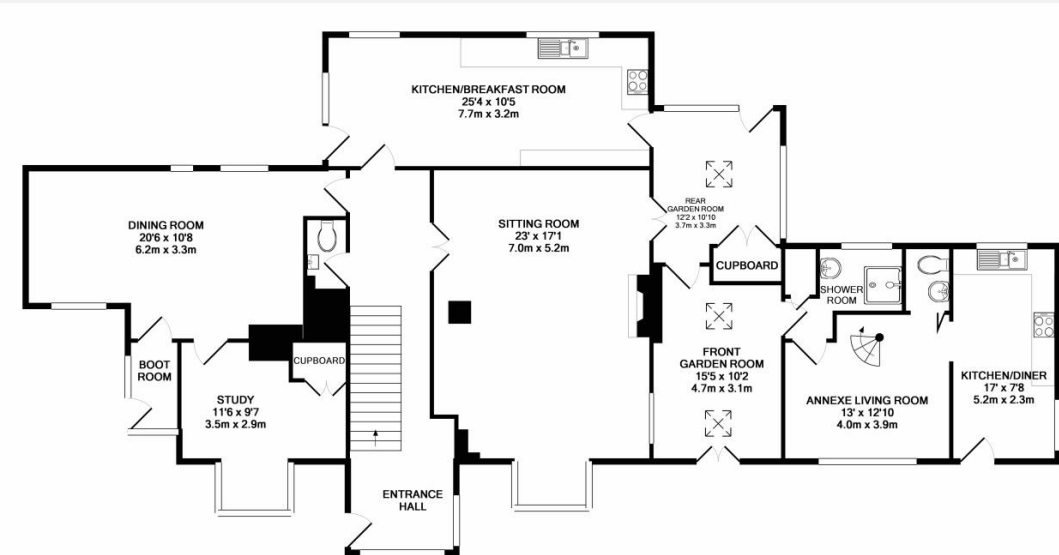 KITCHEN/BREAKFAST ROOM
25'4 x 10'5
7.7m x 3.2m
DINING ROOM
20'6 x 10'8
6.2m x 3.3m
SITTING ROOM
23' x 17'1
7.0m x 5.2m
REAR
GARDEN ROOM
12'2 x 10'10
3.7m x 3.3m
CUPBOARD
SHOWER
ROOM
BOOT
ROOM
CUPBOARD
STUDY
11'6 x 9'7
3.5m x 2.9m
FRONT
GARDEN ROOM
15'5 x 10'2
4.7m x 3.1m
ANNEXE LIVING ROOM
13' x 12'10
4.0m x 3.9m
KITCHEN/DINER
17' x 7'8
5.2m x 2.3m
ENTRANCE
HALL